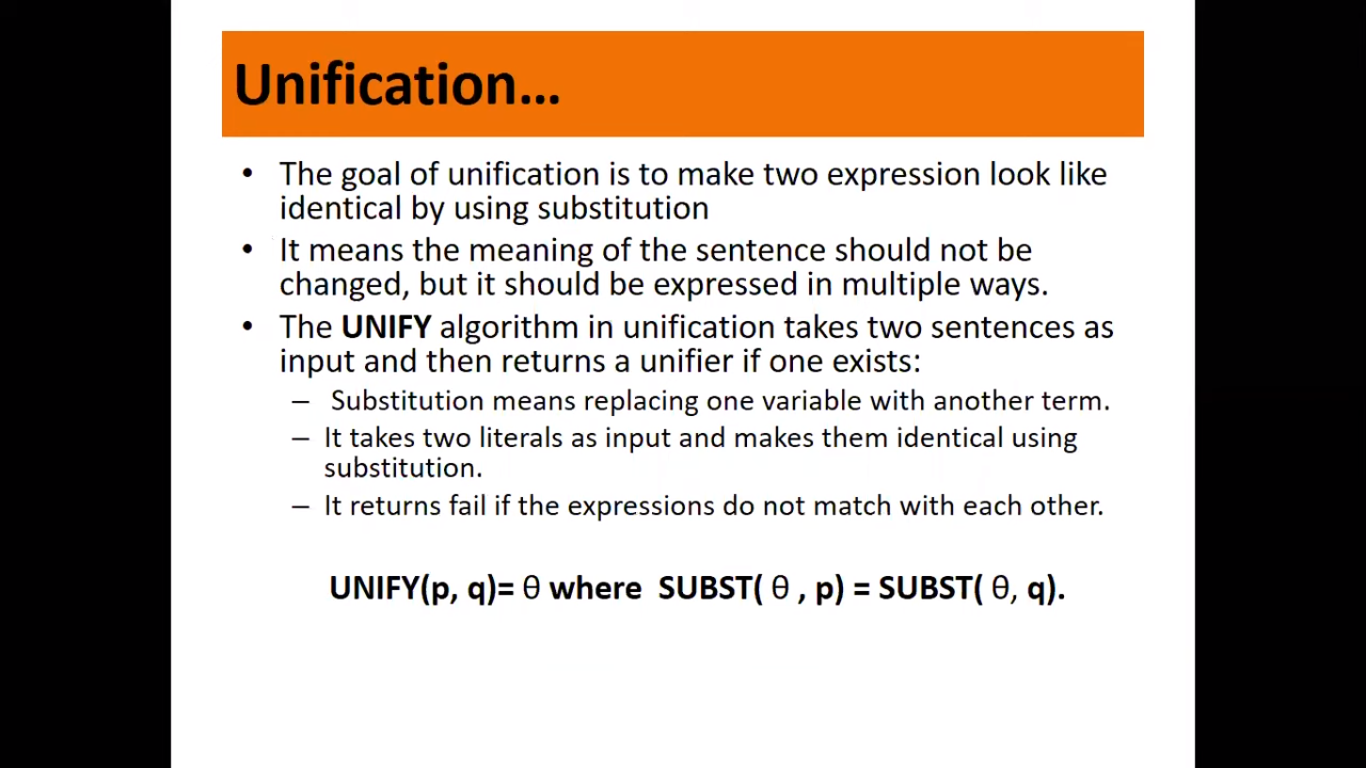 Unification...
• The goal of unification is to make two expression look like
identical by using substitution
• It means the meaning of the sentence should not be
changed, but it should be expressed in multiple ways.
• The UNIFY algorithm in unification takes two sentences as
input and then returns a unifier if one exists:
– Substitution means replacing one variable with another term.
– It takes two literals as input and makes them identical using
substitution.
– It returns fail if the expressions do not match with each other.
UNIFY(p, q)= θ where SUBST( θ , p) = SUBST( θ, q).